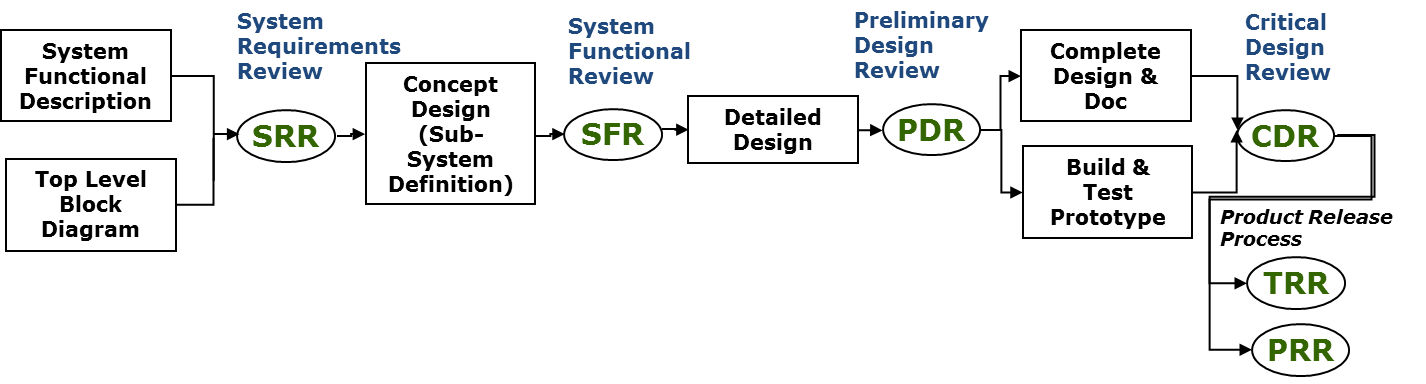 System
Functional
Description
Top Level
Block
Diagram
System
Requirements
Review
SRR
Concept
Design
(Sub-
System
Definition)
System
Functional
Review
SFR
Detailed
Design
Preliminary
Design
Review
PDR
Complete
Design &
Doc
Build &
Test
Prototype
Critical
Design
Review
CDR
Product Release
Process
TRR
PRR